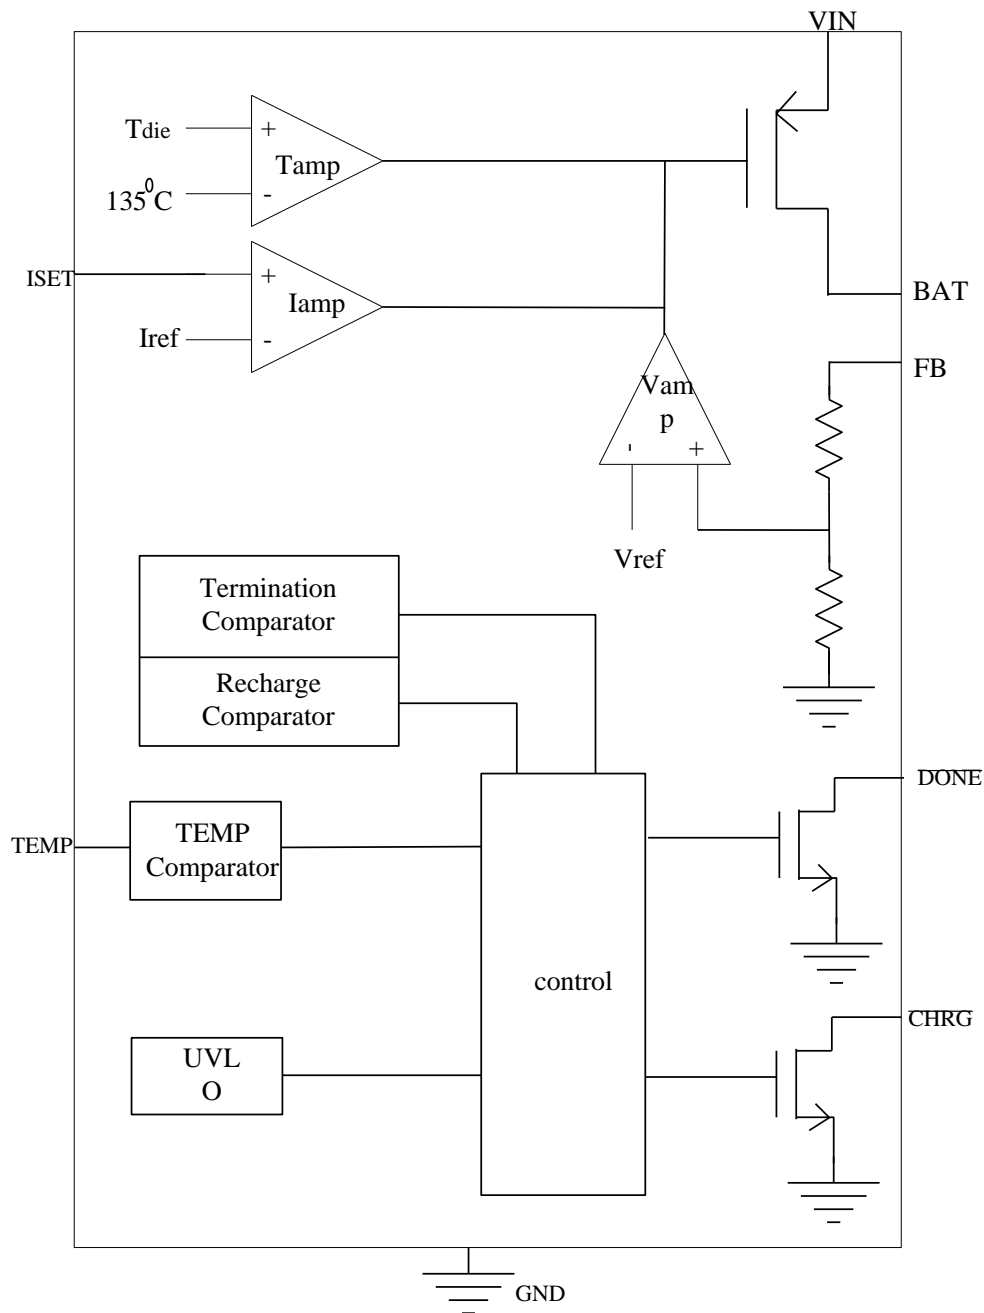 VIN
Tdie
+
Tamp
135⁰C
-
ISET
+
Iamp
Iref
-
BAT
FB
Vam
p
- +
Vref
Termination
Comparator
Recharge
Comparator
DONE
TEMP
TEMP
Comparator
control
CHRG
UVL
O
GND